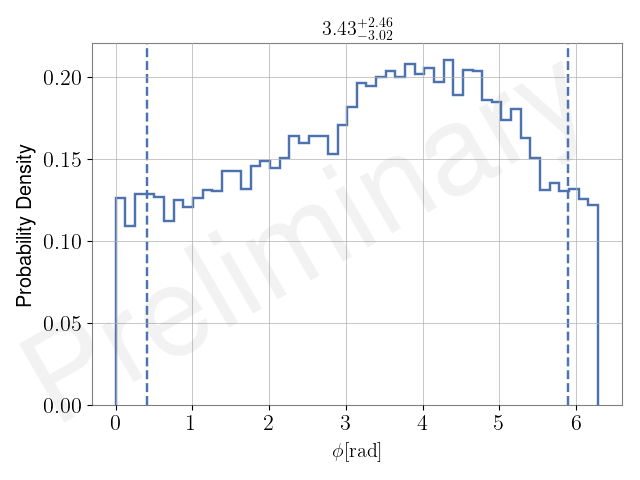 3.43^{+2.46}_{-3.02}
Probability Density
0.20
0.15
0.10
0.05
0.00
0 1 2 3 4 5 6
ϕ[rad]
Preliminary